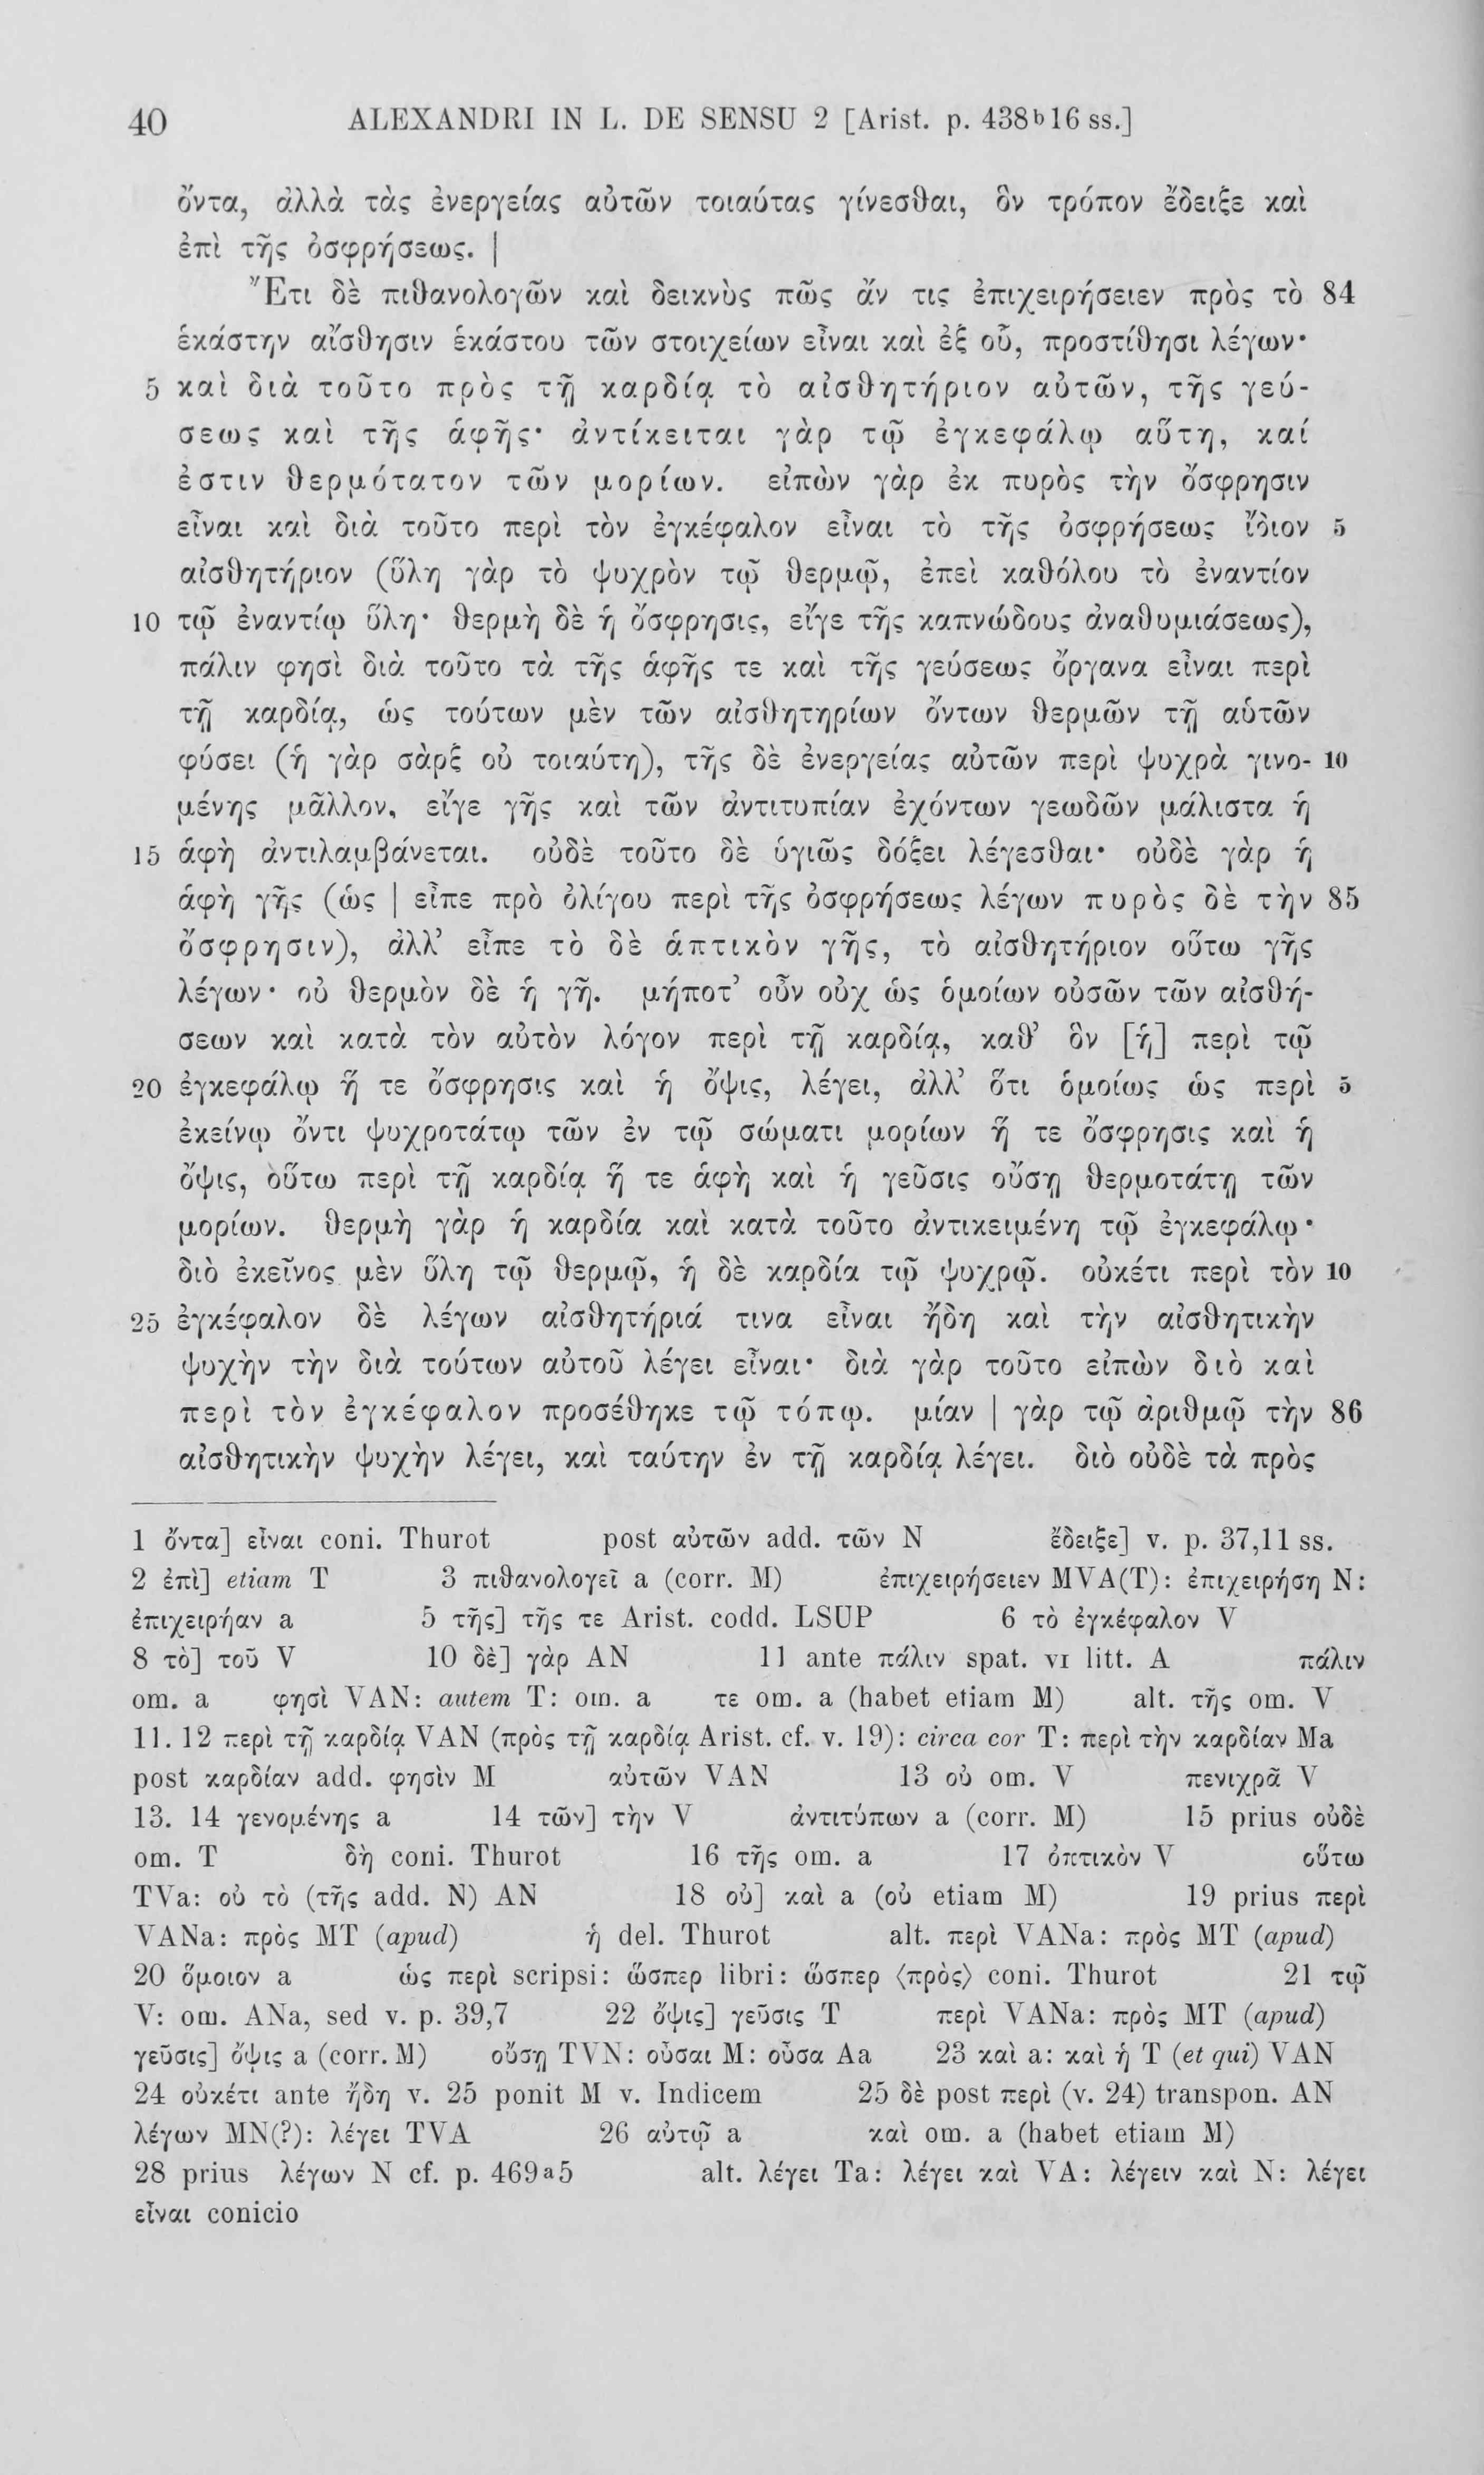 40 ALEXANDRI IN L. DE SENSU 2 [Arist. p. 438ᵇ16 ss.]
ὄντα, ἀλλὰ τὰς ἐνεργείας αὐτῶν τοιαύτας γίνεσθαι, ὃν τρόπον ἔδειξε καὶ
ἐπὶ τῆς ὀσφρήσεως. |
Ἔτι δὲ πιθανολογῶν καὶ δεικνὺς πῶς ἄν τις ἐπιχειρήσειεν πρὸς τὸ 84
ἑκάστην αἴσθησιν ἑκάστου τῶν στοιχείων εἶναι καὶ ἐξ οὗ, προστίθησι λέγων·
5 καὶ διὰ τοῦτο πρὸς τῇ καρδίᾳ τὸ αἰσθητήριον αὐτῶν, τῆς γεύ-
σεως καὶ τῆς ἁφῆς· ἀντίκειται γὰρ τῷ ἐγκεφάλῳ αὕτη, καί
ἐστιν θερμότατον τῶν μορίων. εἰπὼν γὰρ ἐκ πυρὸς τὴν ὄσφρησιν
εἶναι καὶ διὰ τοῦτο περὶ τὸν ἐγκέφαλον εἶναι τὸ τῆς ὀσφρήσεως ἴδιον 5
αἰσθητήριον (ὕλη γὰρ τὸ ψυχρὸν τῷ θερμῷ, ἐπεὶ καθόλου τὸ ἐναντίον
10 τῷ ἐναντίῳ ὕλη· θερμὴ δὲ ἡ ὄσφρησις, εἴγε τῆς καπνώδους ἀναθυμιάσεως),
πάλιν φησὶ διὰ τοῦτο τὰ τῆς ἁφῆς τε καὶ τῆς γεύσεως ὄργανα εἶναι περὶ
τῇ καρδίᾳ, ὡς τούτων μὲν τῶν αἰσθητηρίων ὄντων θερμῶν τῇ αὑτῶν
φύσει (ἡ γὰρ σὰρξ οὐ τοιαύτη), τῆς δὲ ἐνεργείας αὐτῶν περὶ ψυχρὰ γινο- 10
μένης μᾶλλον, εἴγε γῆς καὶ τῶν ἀντιτυπίαν ἐχόντων γεωδῶν μάλιστα ἡ
15 ἁφὴ ἀντιλαμβάνεται. οὐδὲ τοῦτο δὲ ὑγιῶς δόξει λέγεσθαι· οὐδὲ γὰρ ἡ
ἁφὴ γῆς (ὡς | εἶπε πρὸ ὀλίγου περὶ τῆς ὀσφρήσεως λέγων πυρὸς δὲ τὴν 85
ὄσφρησιν), ἀλλ’ εἶπε τὸ δὲ ἁπτικὸν γῆς, τὸ αἰσθητήριον οὕτω γῆς
λέγων· οὐ θερμὸν δὲ ἡ γῆ. μήποτ’ οὖν οὐχ ὡς ὁμοίων οὐσῶν τῶν αἰσθή-
σεων καὶ κατὰ τὸν αὐτὸν λόγον περὶ τῇ καρδίᾳ, καθ’ ὃν [ἡ] περὶ τῷ
20 ἐγκεφάλῳ ἥ τε ὄσφρησις καὶ ἡ ὄψις, λέγει, ἀλλ’ ὅτι ὁμοίως ὡς περὶ 5
ἐκείνῳ ὄντι ψυχροτάτῳ τῶν ἐν τῷ σώματι μορίων ἥ τε ὄσφρησις καὶ ἡ
ὄψις, οὕτω περὶ τῇ καρδίᾳ ἥ τε ἁφὴ καὶ ἡ γεῦσις οὔσῃ θερμοτάτῃ τῶν
μορίων. θερμὴ γὰρ ἡ καρδία καὶ κατὰ τοῦτο ἀντικειμένη τῷ ἐγκεφάλῳ·
διὸ ἐκεῖνος μὲν ὕλη τῷ θερμῷ, ἡ δὲ καρδία τῷ ψυχρῷ. οὐκέτι περὶ τὸν 10
25 ἐγκέφαλον δὲ λέγων αἰσθητήριά τινα εἶναι ἤδη καὶ τὴν αἰσθητικὴν
ψυχὴν τὴν διὰ τούτων αὐτοῦ λέγει εἶναι· διὰ γὰρ τοῦτο εἰπὼν διὸ καὶ
περὶ τὸν ἐγκέφαλον προσέθηκε τῷ τόπῳ. μίαν | γὰρ τῷ ἀριθμῷ τὴν 86
αἰσθητικὴν ψυχὴν λέγει, καὶ ταύτην ἐν τῇ καρδίᾳ λέγει. διὸ οὐδὲ τὰ πρὸς
1 ὄντα] εἶναι coni. Thurot post αὐτῶν add. τῶν N ἔδειξε] v. p. 37,11 ss.
2 ἐπὶ] etiam T 3 πιθανολογεῖ a (corr. M) ἐπιχειρήσειεν MVA(T): ἐπιχειρήσῃ N:
ἐπιχειρήαν a 5 τῆς] τῆς τε Arist. codd. LSUP 6 τὸ ἐγκέφαλον V
8 τὸ] τοῦ V 10 δὲ] γὰρ AN 11 ante πάλιν spat. VI litt. A πάλιν
om. a φησὶ VAN: autem T: om. a τε om. a (habet etiam M) alt. τῆς om. V
11. 12 περὶ τῇ καρδίᾳ VAN (πρὸς τῇ καρδίᾳ Arist. cf. v. 19): circa cor T: περὶ τὴν καρδίαν Ma
post καρδίαν add. φησὶν M αὐτῶν VAN 13 οὐ om. V πενιχρᾶ V
13. 14 γενομένης a 14 τῶν] τὴν V ἀντιτύπων a (corr. M) 15 prius οὐδὲ
om. T δὴ coni. Thurot 16 τῆς om. a 17 ὀπτικὸν V οὕτω
TVa: οὐ τὸ (τῆς add. N) AN 18 οὐ] καὶ a (οὐ etiam M) 19 prius περὶ
VANa: πρὸς MT (apud) ἡ del. Thurot alt. περὶ VANa: πρὸς MT (apud)
20 ὅμοιον a ὡς περὶ scripsi: ὥσπερ libri: ὥσπερ ⟨πρὸς⟩ coni. Thurot 21 τῷ
V: om. ANa, sed v. p. 39,7 22 ὄψις] γεῦσις T περὶ VANa: πρὸς MT (apud)
γεῦσις] ὄψις a (corr. M) οὔσῃ TVN: οὖσαι M: οὖσα Aa 23 καὶ a: καὶ ἡ T (et qui) VAN
24 οὐκέτι ante ἤδη v. 25 ponit M v. Indicem 25 δὲ post περὶ (v. 24) transpon. AN
λέγων MN(?): λέγει TVA 26 αὐτῷ a καὶ om. a (habet etiam M)
28 prius λέγων N cf. p. 469ᵃ5 alt. λέγει Ta: λέγει καὶ VA: λέγειν καὶ N: λέγει
εἶναι conicio